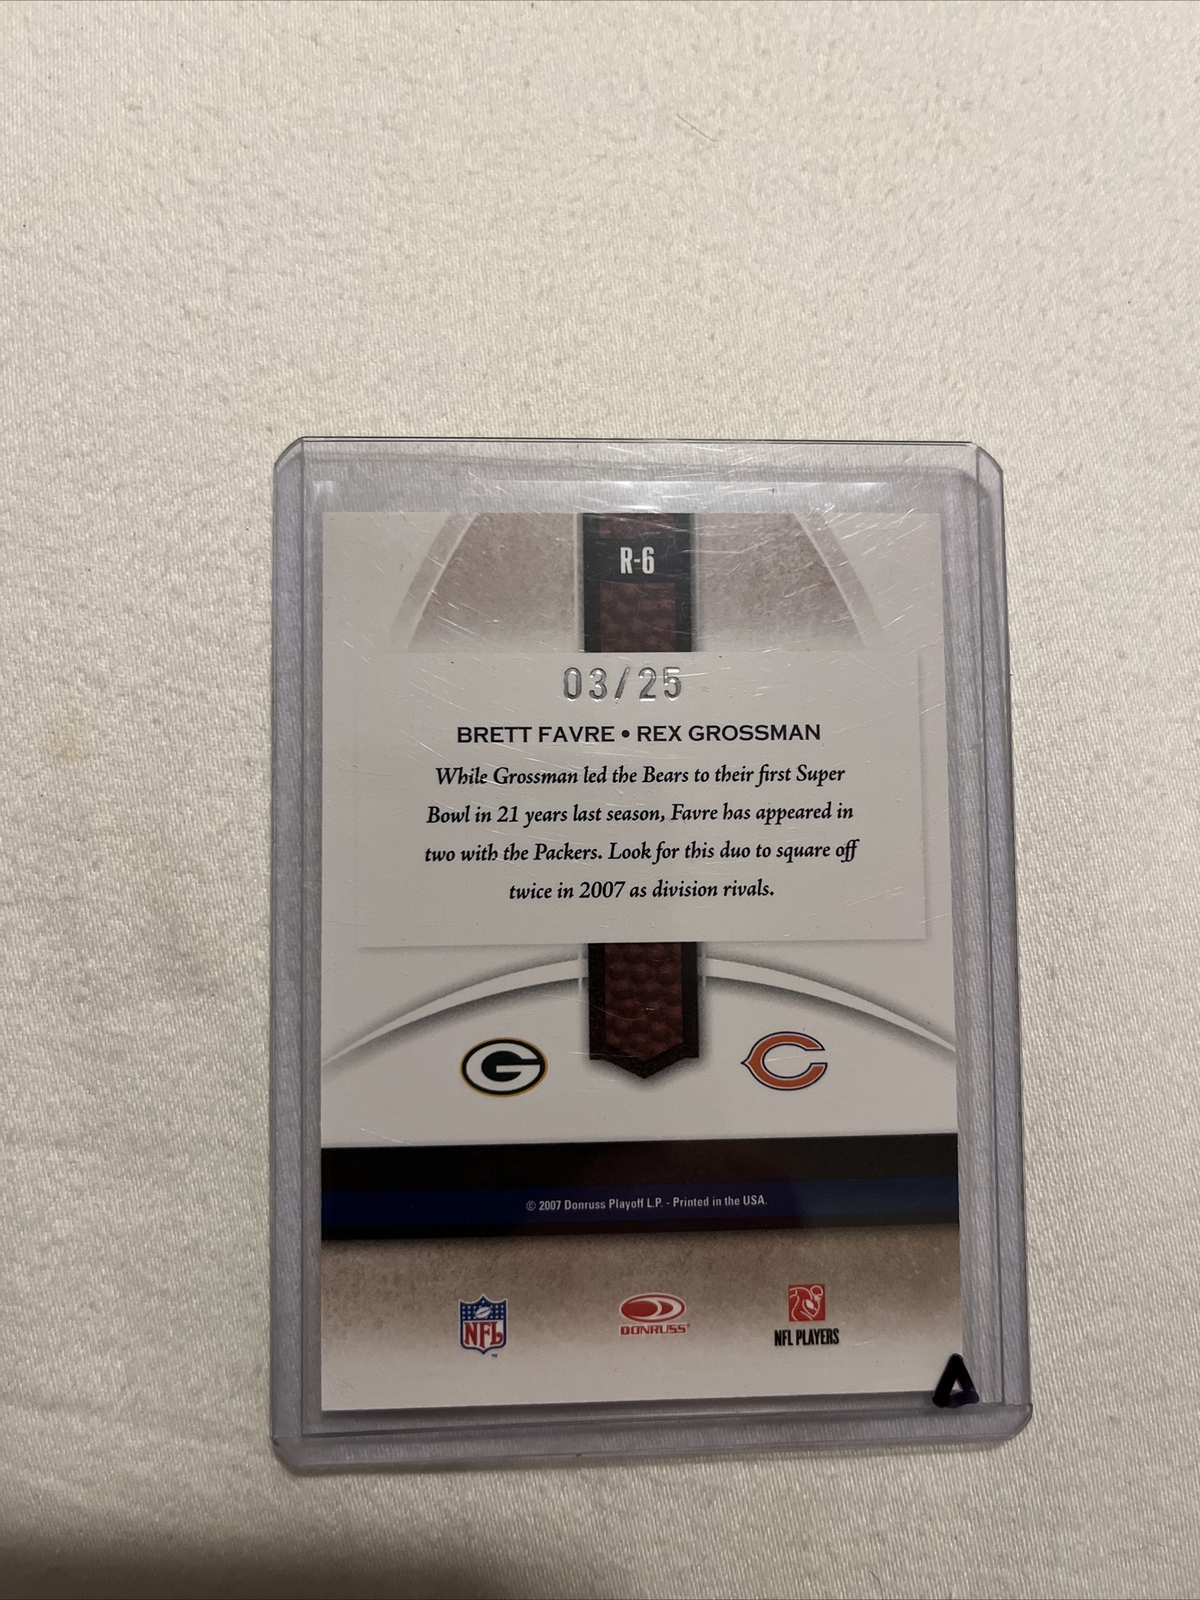 R-6
03/25
BRETT FAVRE • REX GROSSMAN
While Grossman led the Bears to their first Super
Bowl in 21 years last season, Favre has appeared in
two with the Packers. Look for this duo to square off
twice in 2007 as division rivals.
G C
© 2007 Donruss Playoff L.P. - Printed in the USA.
NFL
DONRUSS
NFL PLAYERS